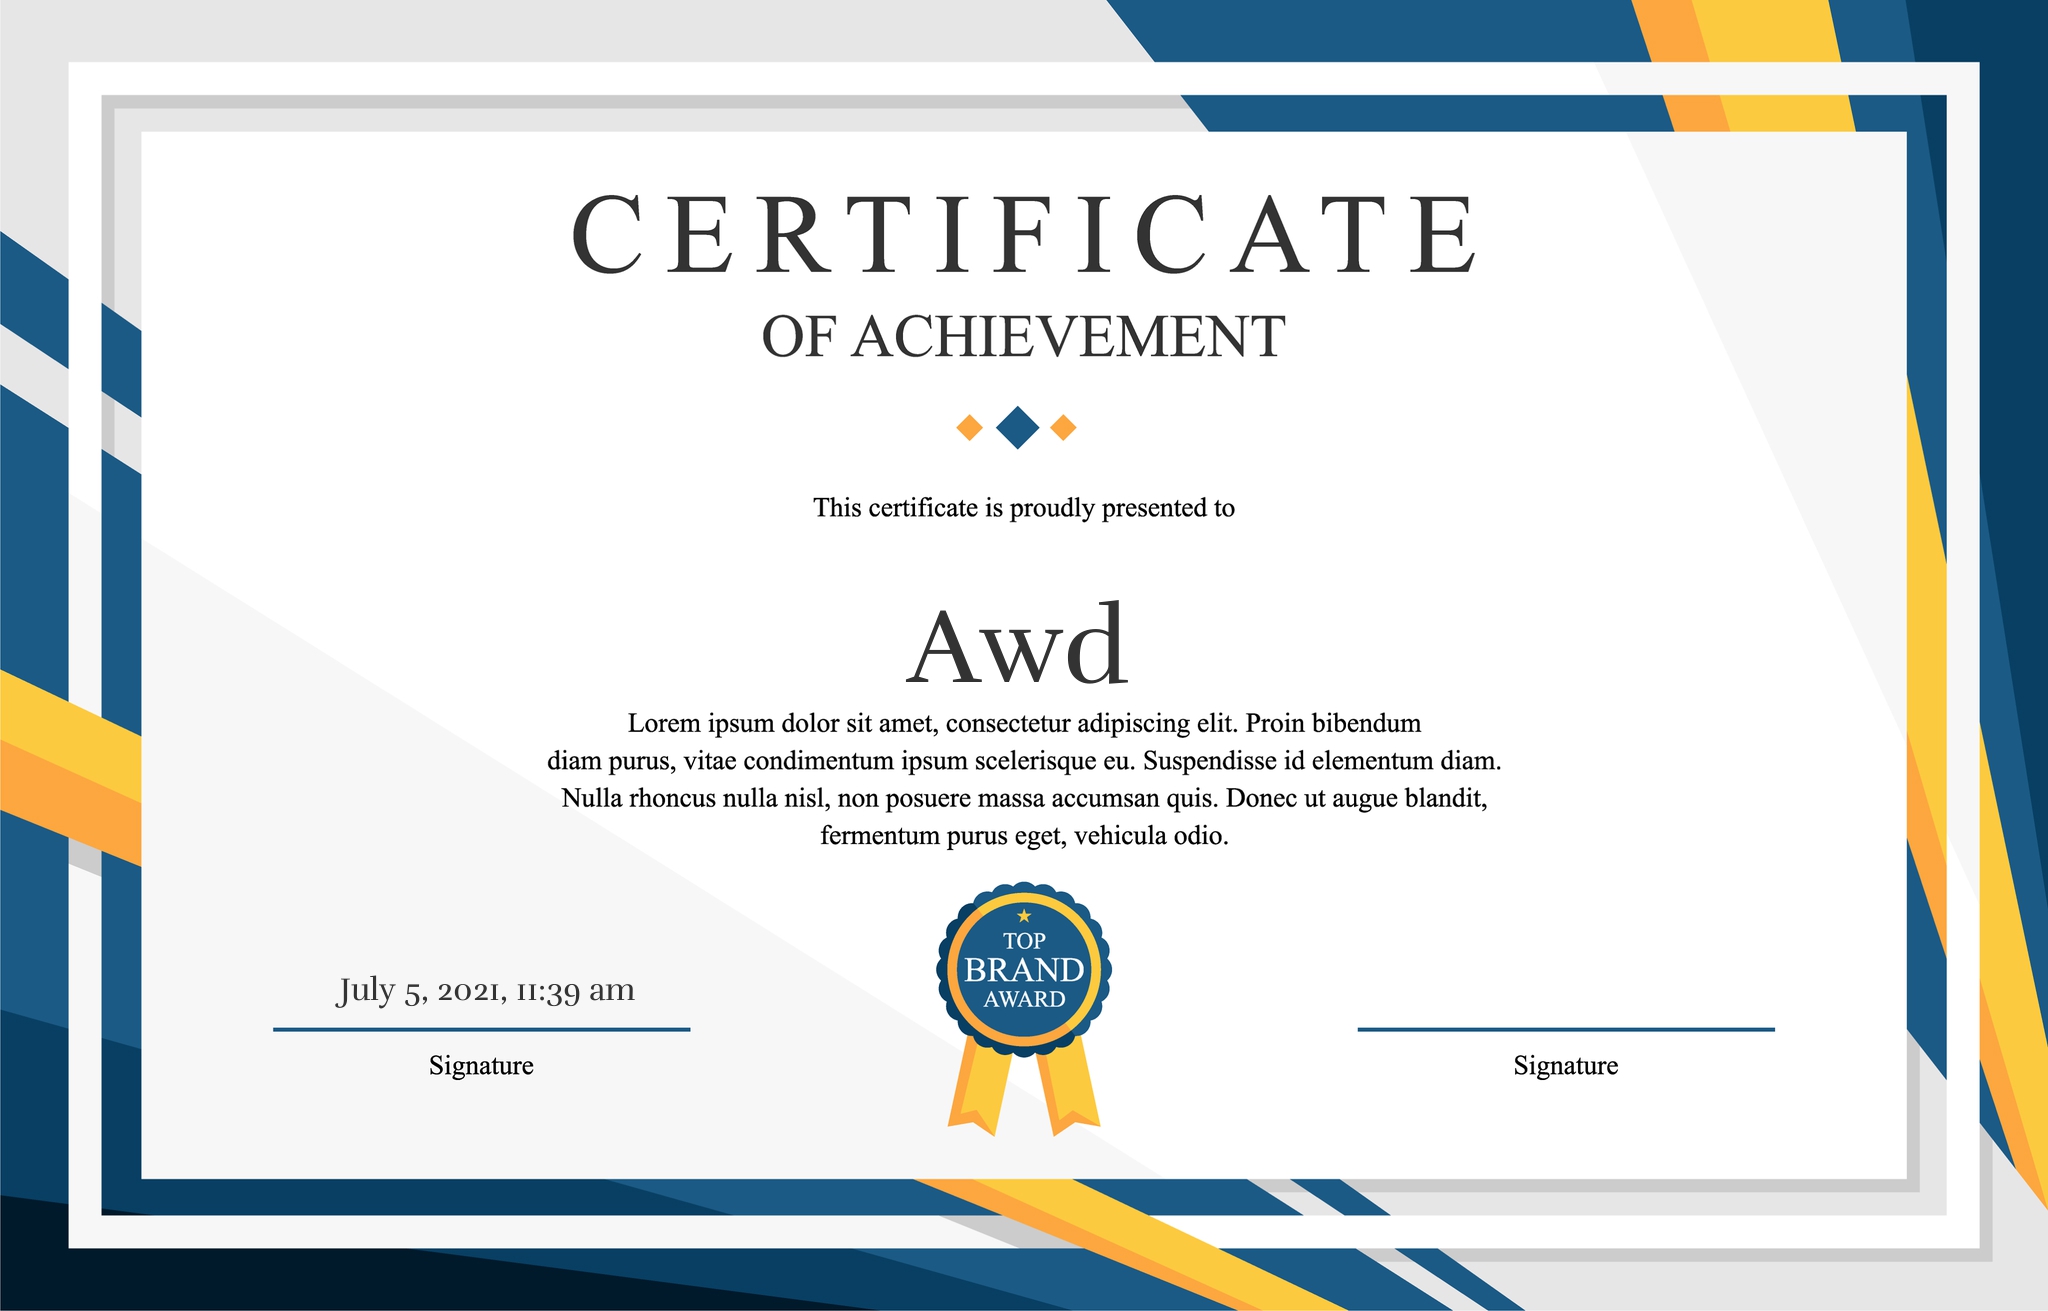 CERTIFICATE
OF ACHIEVEMENT
This certificate is proudly presented to
Awd
Lorem ipsum dolor sit amet, consectetur adipiscing elit. Proin bibendum
diam purus, vitae condimentum ipsum scelerisque eu. Suspendisse id elementum diam.
Nulla rhoncus nulla nisl, non posuere massa accumsan quis. Donec ut augue blandit,
fermentum purus eget, vehicula odio.
TOP
BRAND
AWARD
July 5, 2021, 11:39 am
Signature
Signature